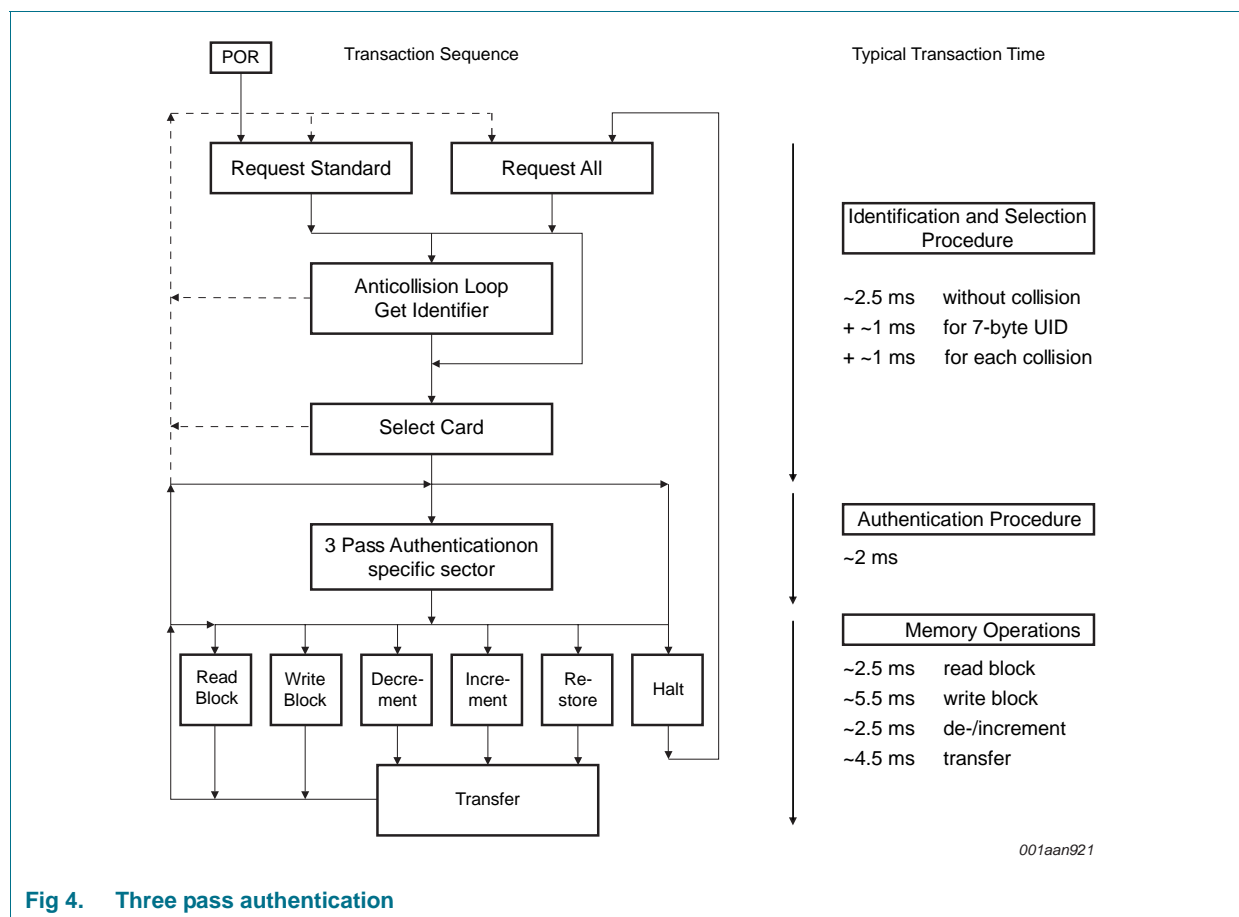 POR
Transaction Sequence
Typical Transaction Time
Request Standard
Request All
Identification and Selection
Procedure
Anticollision Loop
Get Identifier
~2.5 ms without collision
+ ~1 ms for 7-byte UID
+ ~1 ms for each collision
Select Card
Authentication Procedure
3 Pass Authenticationon
specific sector
~2 ms
Memory Operations
Read
Block
Write
Block
Decre-
ment
Incre-
ment
Re-
store
Halt
~2.5 ms read block
~5.5 ms write block
~2.5 ms de-/increment
~4.5 ms transfer
Transfer
001aan921
Fig 4. Three pass authentication